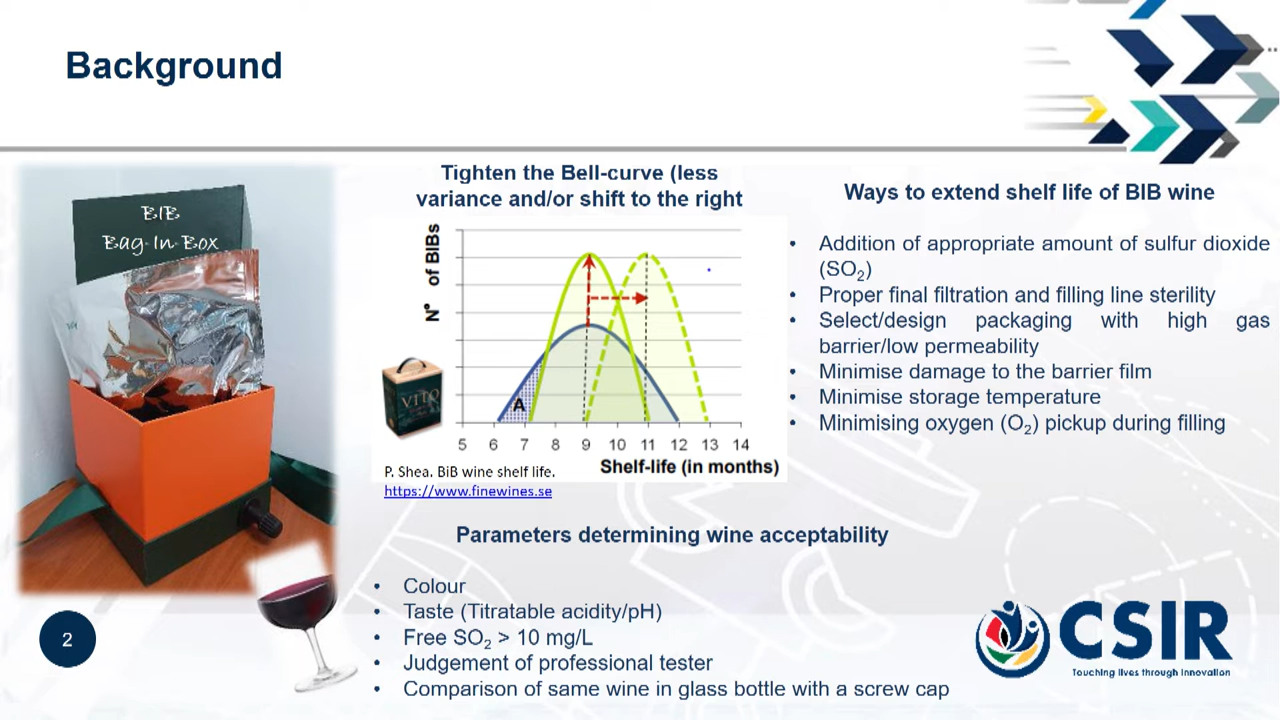 Background
BIB
Bag-In-Box
Tighten the Bell-curve (less
variance and/or shift to the right
N° of BIBs
A
VITO
5 6 7 8 9 10 11 12 13 14
Shelf-life (in months)
P. Shea. BiB wine shelf life.
https://www.finewines.se
Ways to extend shelf life of BIB wine
• Addition of appropriate amount of sulfur dioxide
(SO₂)
• Proper final filtration and filling line sterility
• Select/design packaging with high gas
barrier/low permeability
• Minimise damage to the barrier film
• Minimise storage temperature
• Minimising oxygen (O₂) pickup during filling
Parameters determining wine acceptability
• Colour
• Taste (Titratable acidity/pH)
• Free SO₂ > 10 mg/L
• Judgement of professional tester
• Comparison of same wine in glass bottle with a screw cap
2
CSIR
Touching lives through innovation